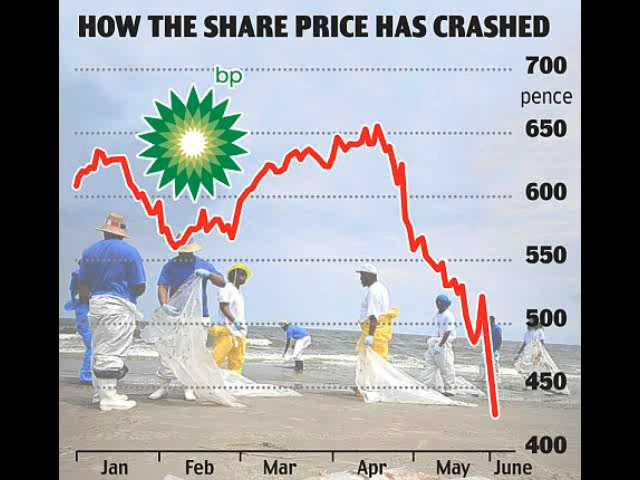 HOW THE SHARE PRICE HAS CRASHED
bp
700
pence
650
600
550
500
450
400
Jan Feb Mar Apr May June